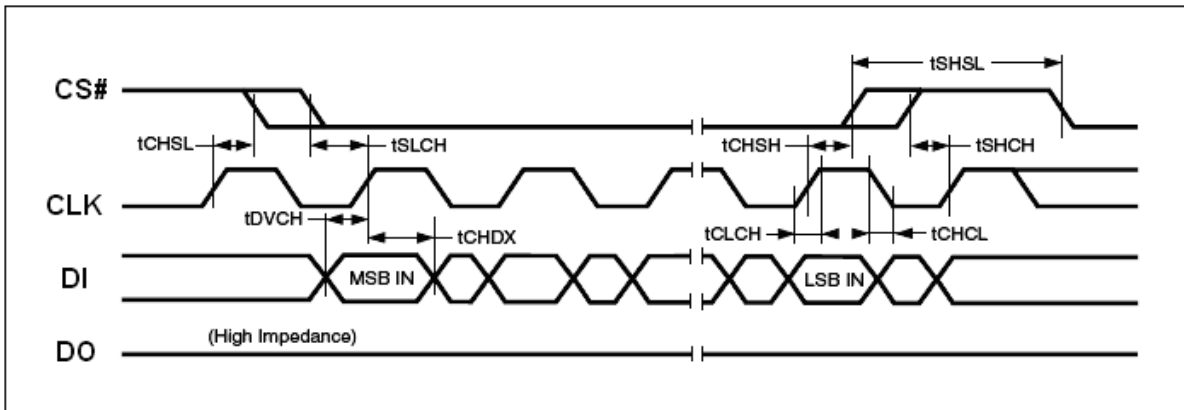 tSHSL
CS#
tCHSL
tSLCH
tCHSH
tSHCH
CLK
tDVCH
tCHDX
tCLCH
tCHCL
DI
MSB IN
LSB IN
(High Impedance)
DO